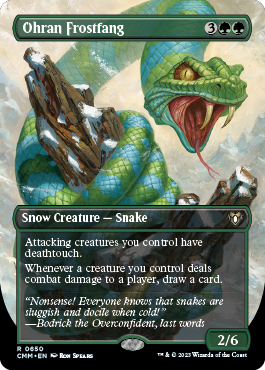 Ohran Frostfang 3
Snow Creature — Snake
Attacking creatures you control have
deathtouch.
Whenever a creature you control deals
combat damage to a player, draw a card.
"Nonsense! Everyone knows that snakes are
sluggish and docile when cold!"
—Bodrick the Overconfident, last words
2/6
R 0650
CMM • EN Ron Spears
™ & © 2023 Wizards of the Coast